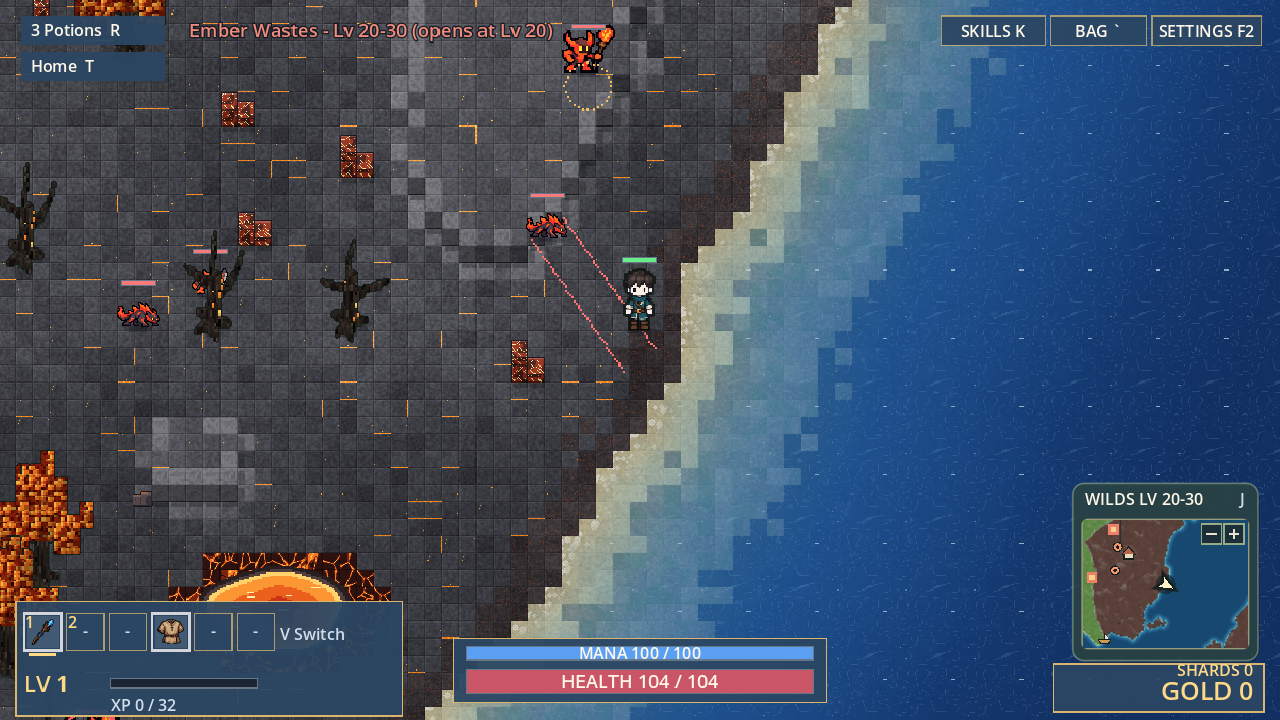 3 Potions R
Ember Wastes - Lv 20-30 (opens at Lv 20)
SKILLS K
BAG `
SETTINGS F2
Home T
WILDS LV 20-30 J
1
2
-
-
-
-
V Switch
LV 1
XP 0 / 32
MANA 100 / 100
HEALTH 104 / 104
SHARDS 0
GOLD 0